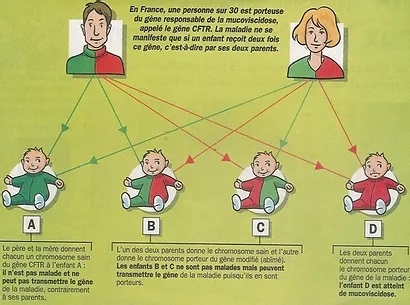 En France, une personne sur 30 est porteuse
du gène responsable de la mucoviscidose,
appelé le gène CFTR. La maladie ne se
manifeste que si un enfant reçoit deux fois
ce gène, c'est-à-dire par ses deux parents.
A
B
C
D
Le père et la mère donnent
chacun un chromosome sain
du gène CFTR à l'enfant A :
il n'est pas malade et ne
peut pas transmettre le gène
de la maladie, contrairement
à ses parents.
L'un des deux parents donne le chromosome sain et l'autre
donne le chromosome porteur du gène modifié (abîmé).
Les enfants B et C ne sont pas malades mais peuvent
transmettre le gène de la maladie puisqu'ils en sont
porteurs.
Les deux parents
donnent chacun
le chromosome
porteur du gène
de la maladie :
l'enfant D est atteint
de mucoviscidose.